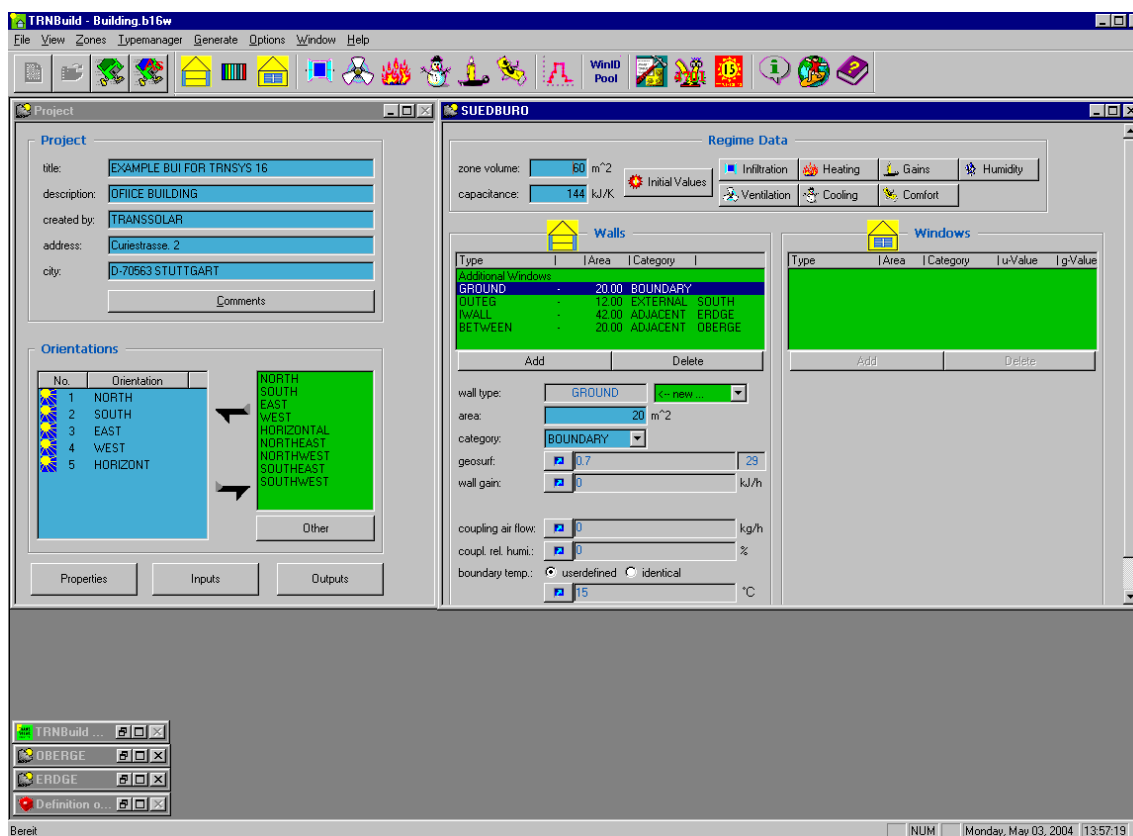 TRNBuild - Building.b16w
File View Zones Typemanager Generate Options Window Help
WinID
Pool
15
Project
Project
title: EXAMPLE BUI FOR TRNSYS 16
description: OFIICE BUILDING
created by: TRANSSOLAR
address: Curiestrasse. 2
city: D-70563 STUTTGART
Comments
Orientations
No. Orientation
1 NORTH
2 SOUTH
3 EAST
4 WEST
5 HORIZONT
NORTH
SOUTH
EAST
WEST
HORIZONTAL
NORTHEAST
NORTHWEST
SOUTHEAST
SOUTHWEST
Other
Properties Inputs Outputs
SUEDBURO
Regime Data
zone volume: 60 m^2
capacitance: 144 kJ/K
Initial Values
Infiltration Heating Gains Humidity
Ventilation Cooling Comfort
Walls
Type Area Category
Additional Windows
GROUND - 20.00 BOUNDARY
OUTEG - 12.00 EXTERNAL SOUTH
IWALL - 42.00 ADJACENT ERDGE
BETWEEN - 20.00 ADJACENT OBERGE
Add Delete
wall type: GROUND <-- new ...
area: 20 m^2
category: BOUNDARY
geosurf: 0.7 29
wall gain: 0 kJ/h
coupling air flow: 0 kg/h
coupl. rel. humi.: 0 %
boundary temp.: userdefined identical
15 °C
Windows
Type Area Category u-Value g-Value
Add Delete
TRNBuild ...
OBERGE
ERDGE
Definition o...
Bereit NUM Monday, May 03, 2004 13:57:19